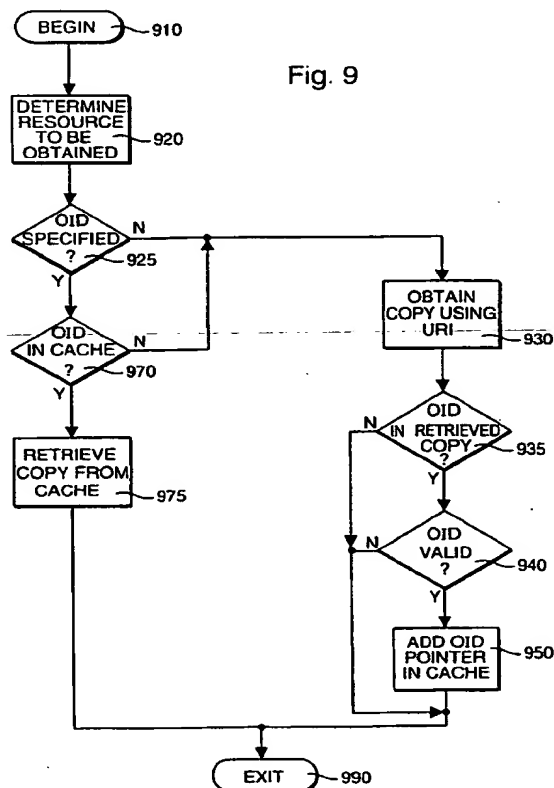 BEGIN
910
Fig. 9
DETERMINE
RESOURCE
TO BE
OBTAINED
920
OID
SPECIFIED
?
925
N
Y
OID
IN CACHE
?
970
N
Y
RETRIEVE
COPY FROM
CACHE
975
OBTAIN
COPY USING
URI
930
OID
IN RETRIEVED
COPY
?
935
N
Y
OID
VALID
?
940
N
Y
ADD OID
POINTER
IN CACHE
950
EXIT
990